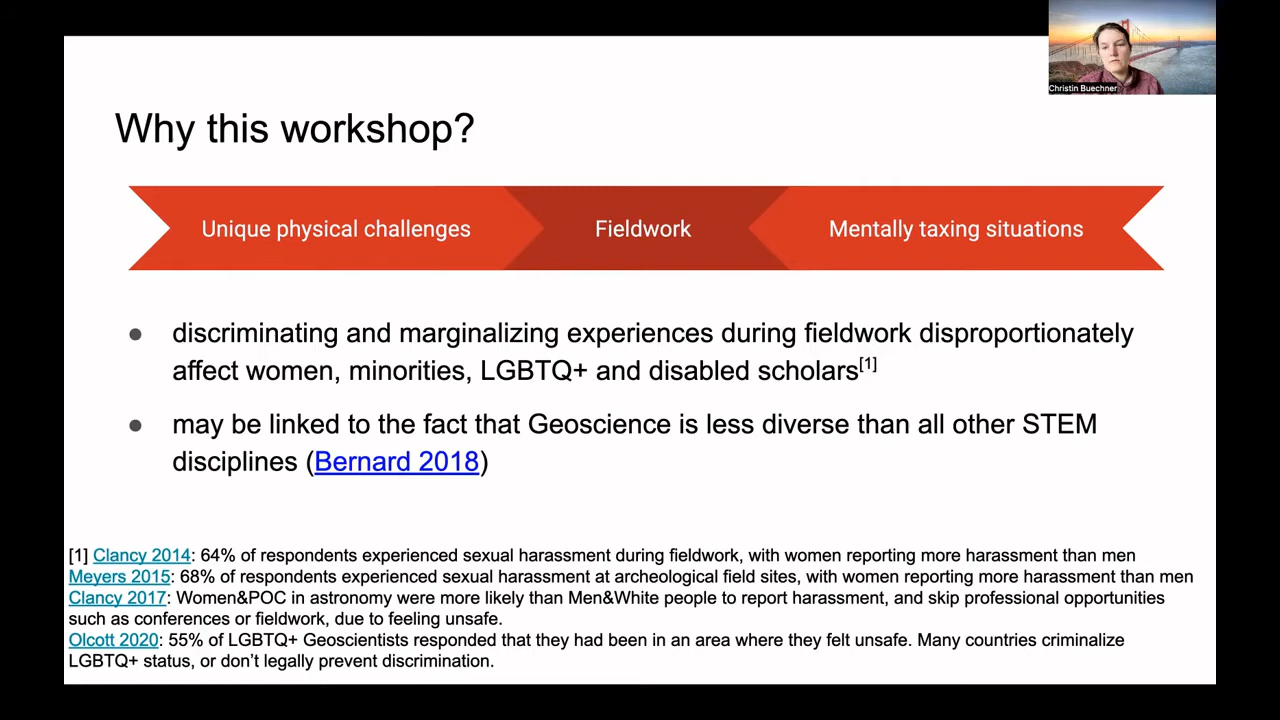 Christin Buechner
Why this workshop?
Unique physical challenges
Fieldwork
Mentally taxing situations
● discriminating and marginalizing experiences during fieldwork disproportionately
affect women, minorities, LGBTQ+ and disabled scholars[1]
● may be linked to the fact that Geoscience is less diverse than all other STEM
disciplines (Bernard 2018)
[1] Clancy 2014: 64% of respondents experienced sexual harassment during fieldwork, with women reporting more harassment than men
Meyers 2015: 68% of respondents experienced sexual harassment at archeological field sites, with women reporting more harassment than men
Clancy 2017: Women&POC in astronomy were more likely than Men&White people to report harassment, and skip professional opportunities
such as conferences or fieldwork, due to feeling unsafe.
Olcott 2020: 55% of LGBTQ+ Geoscientists responded that they had been in an area where they felt unsafe. Many countries criminalize
LGBTQ+ status, or don't legally prevent discrimination.